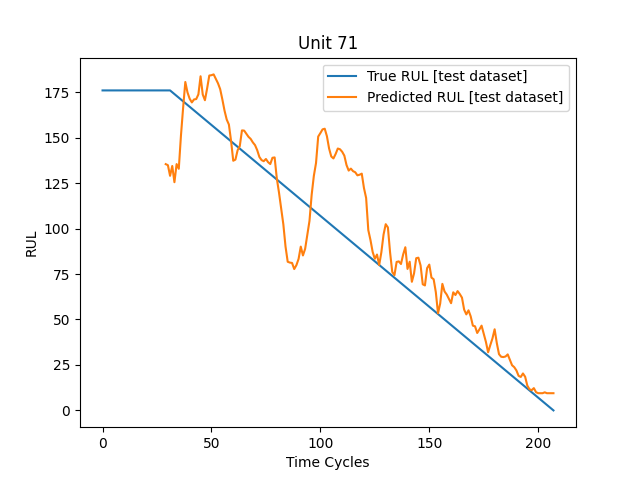 Unit 71
True RUL [test dataset]
Predicted RUL [test dataset]
175
150
125
100
75
50
25
0
RUL
0 50 100 150 200
Time Cycles